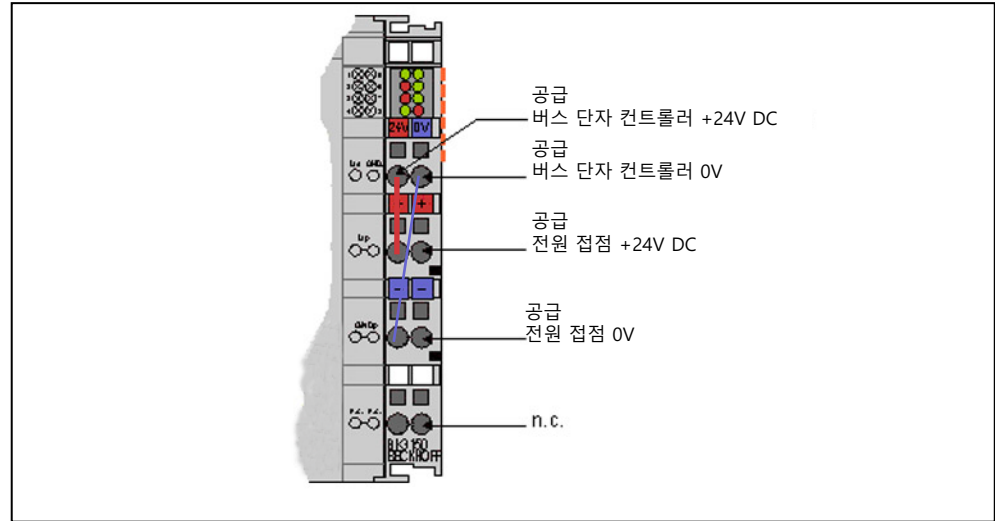 공급
버스 단자 컨트롤러 +24V DC
공급
버스 단자 컨트롤러 0V
공급
전원 접점 +24V DC
공급
전원 접점 0V
n.c.
24V 0V
+ +
- -
BECKHOFF